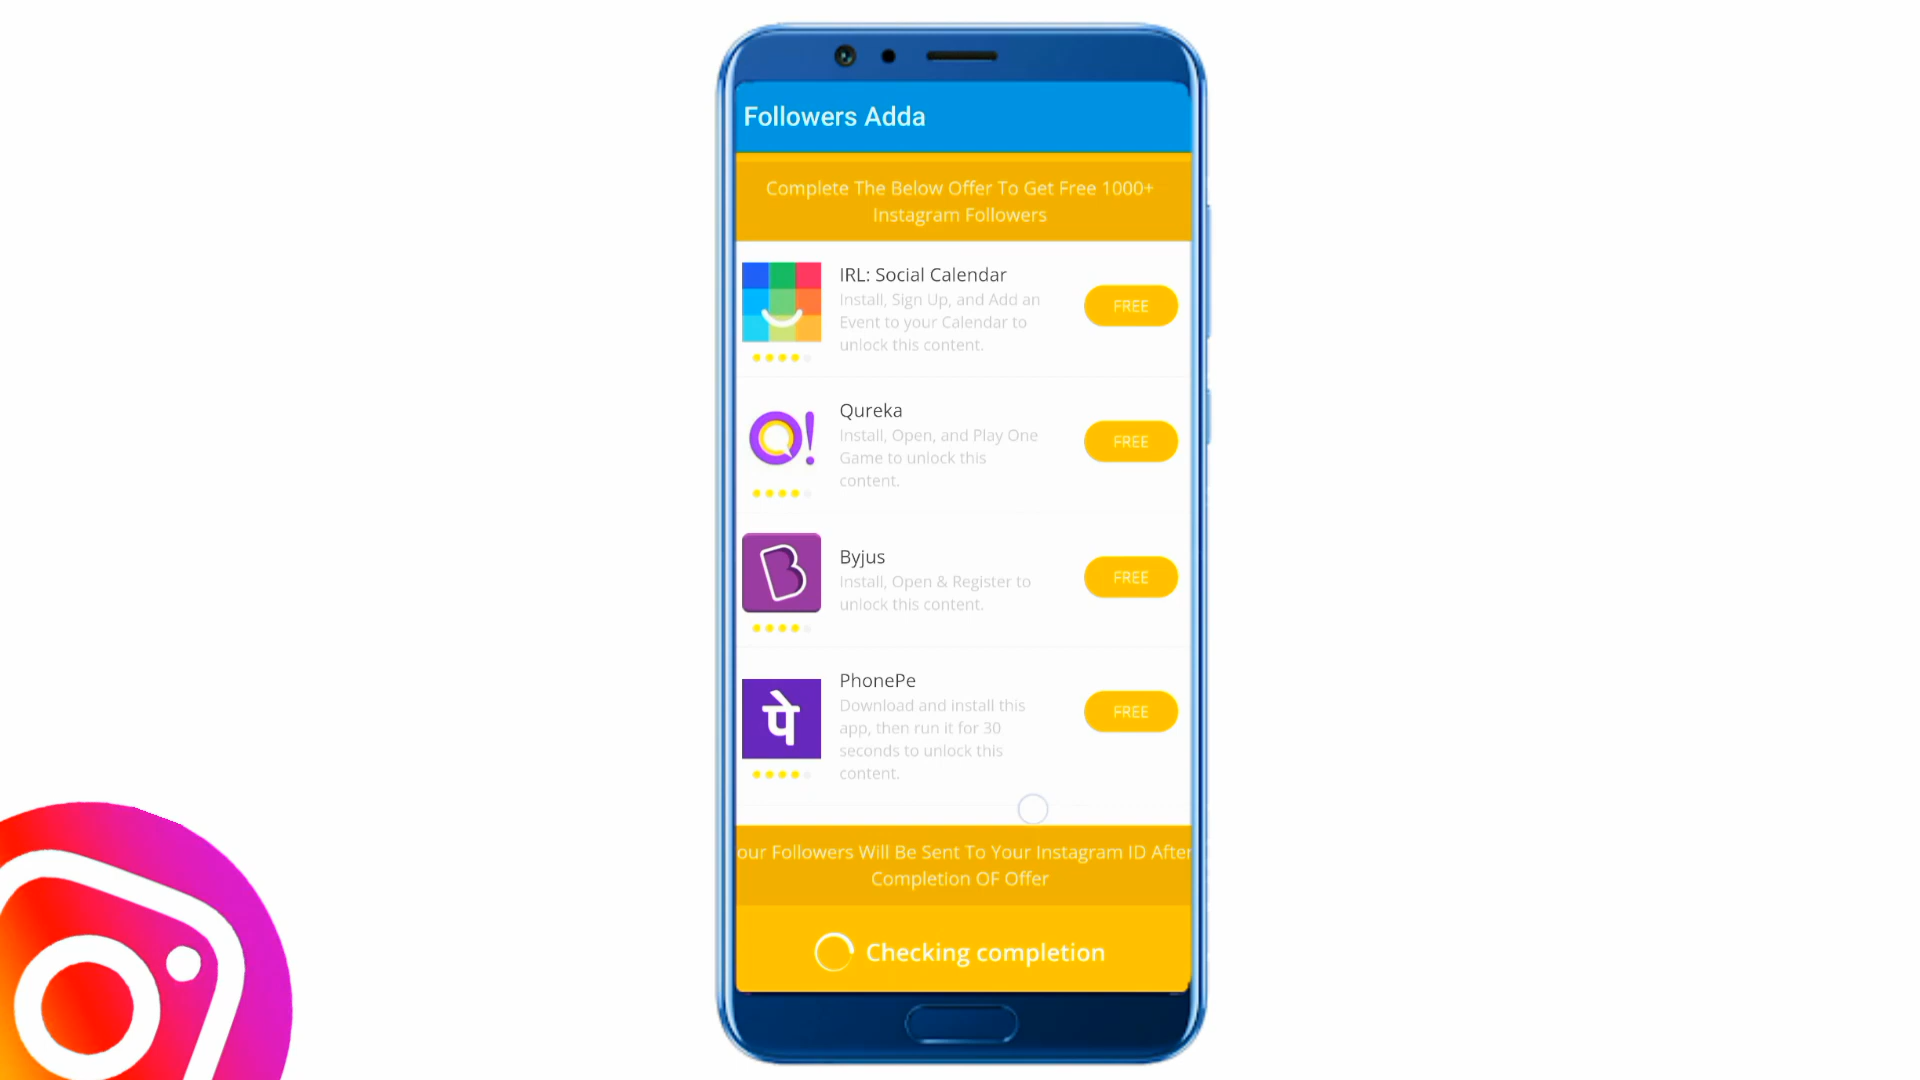 Followers Adda
Complete The Below Offer To Get Free 1000+
Instagram Followers
IRL: Social Calendar
Install, Sign Up, and Add an
Event to your Calendar to
unlock this content.
FREE
Qureka
Install, Open, and Play One
Game to unlock this
content.
FREE
Byjus
Install, Open & Register to
unlock this content.
FREE
पे
PhonePe
Download and install this
app, then run it for 30
seconds to unlock this
content.
FREE
our Followers Will Be Sent To Your Instagram ID After
Completion OF Offer
Checking completion